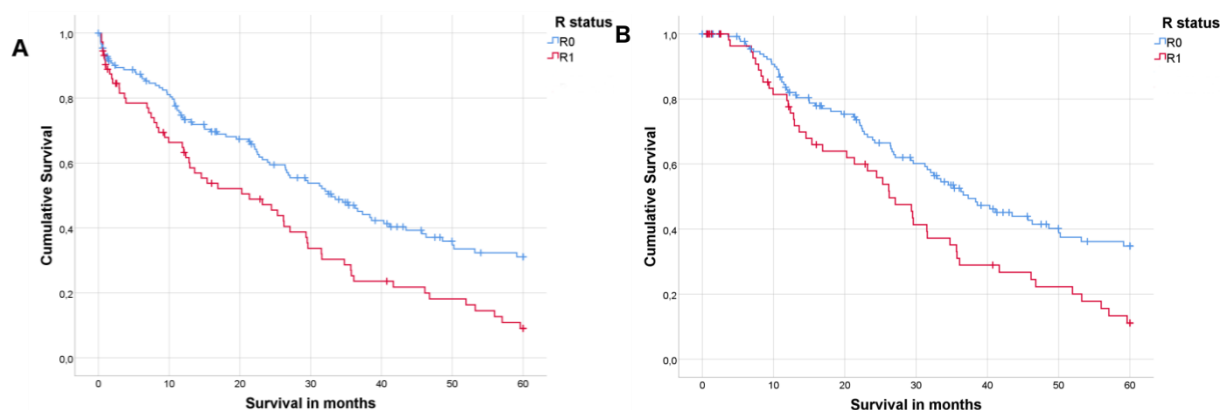 A
R status
R0
R1
1,0
0,8
0,6
0,4
0,2
0,0
Cumulative Survival
0 10 20 30 40 50 60
Survival in months
B
R status
R0
R1
1,0
0,8
0,6
0,4
0,2
0,0
Cumulative Survival
0 10 20 30 40 50 60
Survival in months